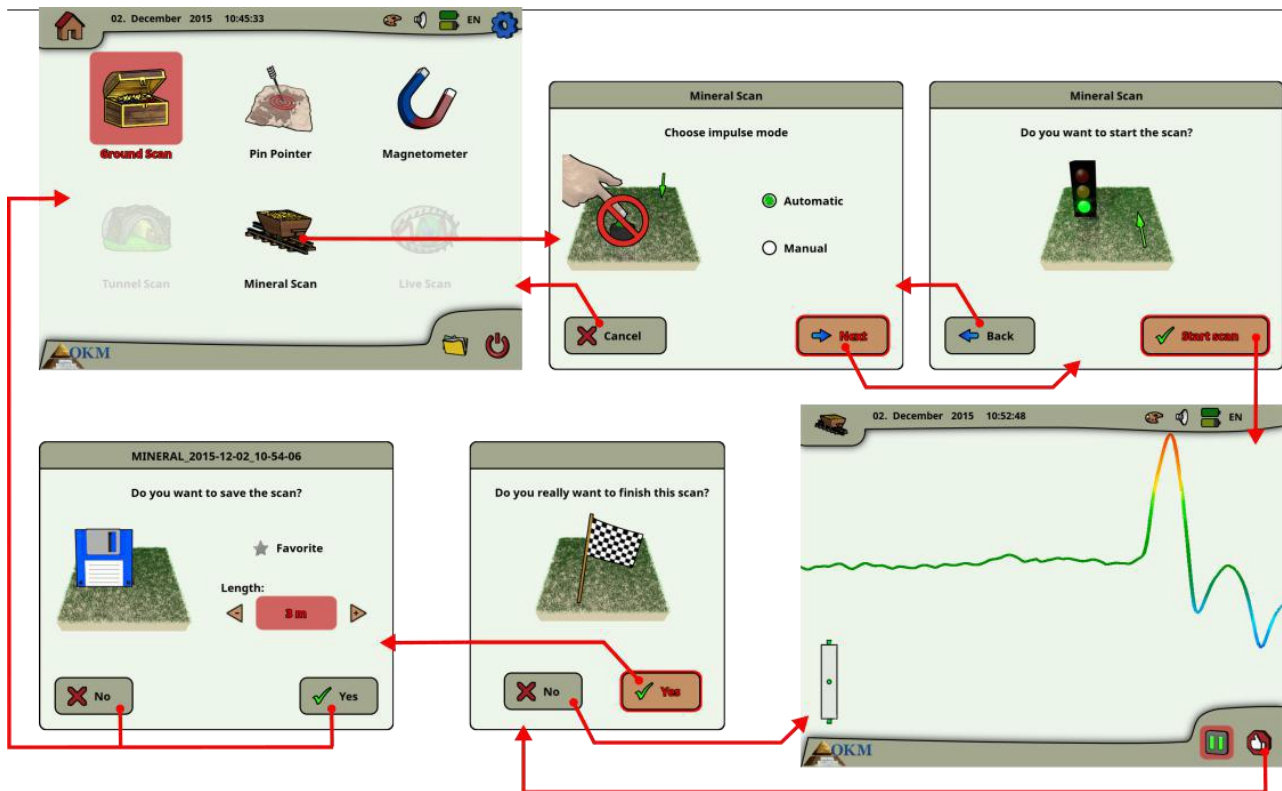 02. December 2015 10:45:33 EN
Ground Scan Pin Pointer Magnetometer
Tunnel Scan Mineral Scan Live Scan
OKM
Mineral Scan
Choose impulse mode
Automatic
Manual
Cancel Next
Mineral Scan
Do you want to start the scan?
Back Start scan
MINERAL_2015-12-02_10-54-06
Do you want to save the scan?
Favorite
Length:
- 3 m +
No Yes
Do you really want to finish this scan?
No Yes
02. December 2015 10:52:48 EN
OKM